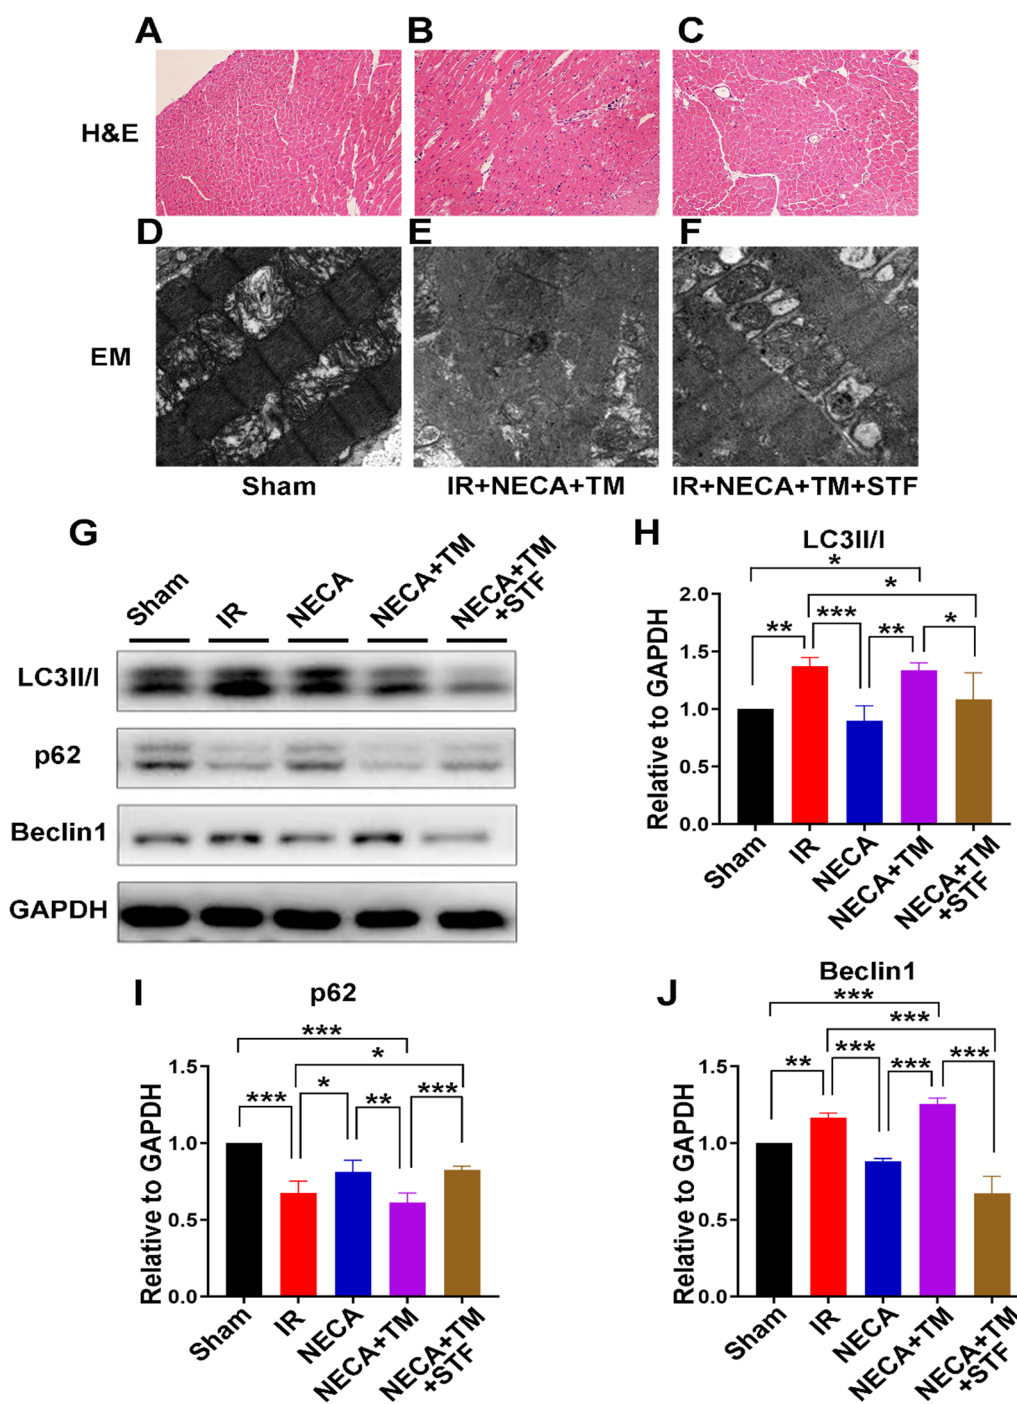 A
B
C
H&E
D
E
F
EM
Sham
IR+NECA+TM
IR+NECA+TM+STF
G
Sham
IR
NECA
NECA+TM
NECA+TM
+STF
LC3II/I
p62
Beclin1
GAPDH
H
LC3II/I
*
*
**
***
**
*
Relative to GAPDH
2.0
1.5
1.0
0.5
0.0
Sham
IR
NECA
NECA+TM
NECA+TM
+STF
I
p62
***
*
***
*
**
***
Relative to GAPDH
1.5
1.0
0.5
0.0
Sham
IR
NECA
NECA+TM
NECA+TM
+STF
J
Beclin1
***
***
**
***
***
***
Relative to GAPDH
1.5
1.0
0.5
0.0
Sham
IR
NECA
NECA+TM
NECA+TM
+STF